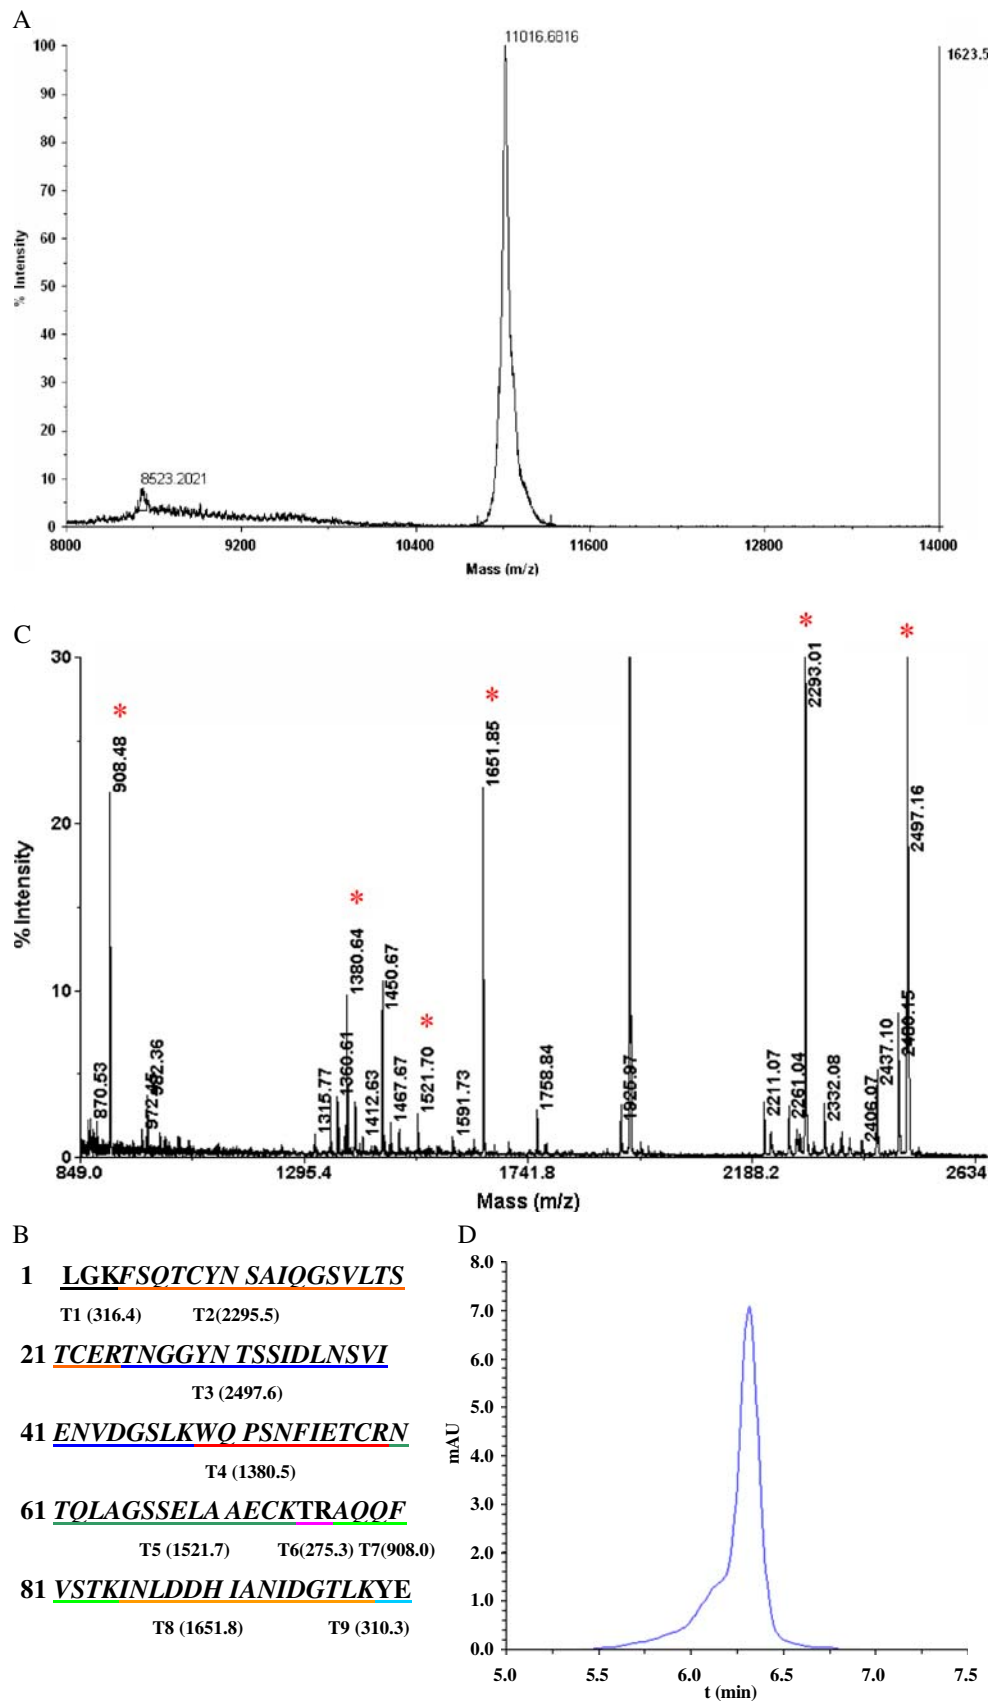 A
11016.6816
1623.5
8523.2021
100
90
80
70
60
50
40
30
20
10
0
% Intensity
8000 9200 10400 11600 12800 14000
Mass (m/z)
C
* * * * * *
30
20
10
0
% Intensity
908.48
870.53
972.45
982.36
1315.77
1360.61
1380.64
1412.63
1450.67
1467.67
1521.70
1591.73
1651.85
1758.84
1925.97
2211.07
2261.04
2293.01
2332.08
2406.07
2437.10
2480.15
2497.16
849.0 1295.4 1741.8 2188.2 2634
Mass (m/z)
B
1 LGKFSQTCYN SAIQGSVLTS
T1 (316.4) T2(2295.5)
21 TCERTNGGYN TSSIDLNSVI
T3 (2497.6)
41 ENVDGSLKWQ PSNFIETCRN
T4 (1380.5)
61 TQLAGSSELA AECKTRAQQF
T5 (1521.7) T6(275.3) T7(908.0)
81 VSTKINLDDH IANIDGTLKYE
T8 (1651.8) T9 (310.3)
D
8.0
7.0
6.0
5.0
4.0
3.0
2.0
1.0
0.0
mAU
5.0 5.5 6.0 6.5 7.0 7.5
t (min)